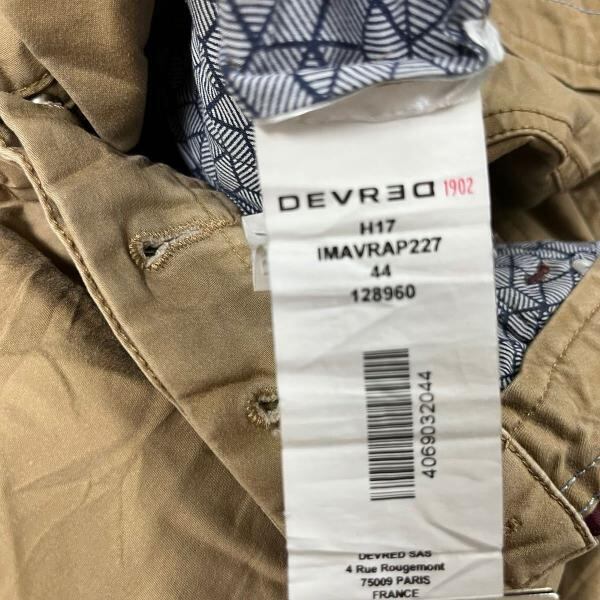 DEVRED 1902
H17
IMAVRAP227
44
128960
4069032044
DEVRED SAS
4 Rue Rougemont
75009 PARIS
FRANCE